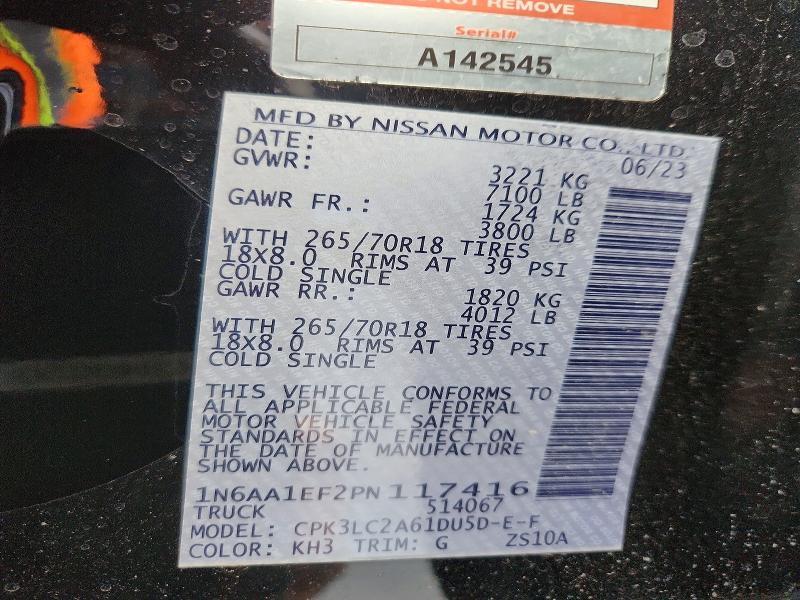 NOT REMOVE
Serial#
A142545
MFD BY NISSAN MOTOR CO., LTD.
DATE: 06/23
GVWR: 3221 KG
7100 LB
GAWR FR.: 1724 KG
3800 LB
WITH 265/70R18 TIRES
18X8.0 RIMS AT 39 PSI
COLD SINGLE
GAWR RR.: 1820 KG
4012 LB
WITH 265/70R18 TIRES
18X8.0 RIMS AT 39 PSI
COLD SINGLE
THIS VEHICLE CONFORMS TO
ALL APPLICABLE FEDERAL
MOTOR VEHICLE SAFETY
STANDARDS IN EFFECT ON
THE DATE OF MANUFACTURE
SHOWN ABOVE.
1N6AA1EF2PN117416
TRUCK 514067
MODEL: CPK3LC2A61DU5D-E-F
COLOR: KH3 TRIM: G ZS10A